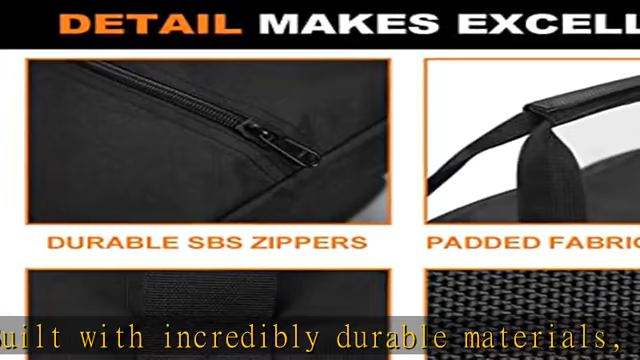 DETAIL MAKES EXCELL
DURABLE SBS ZIPPERS
PADDED FABRIC
uilt with incredibly durable materials,